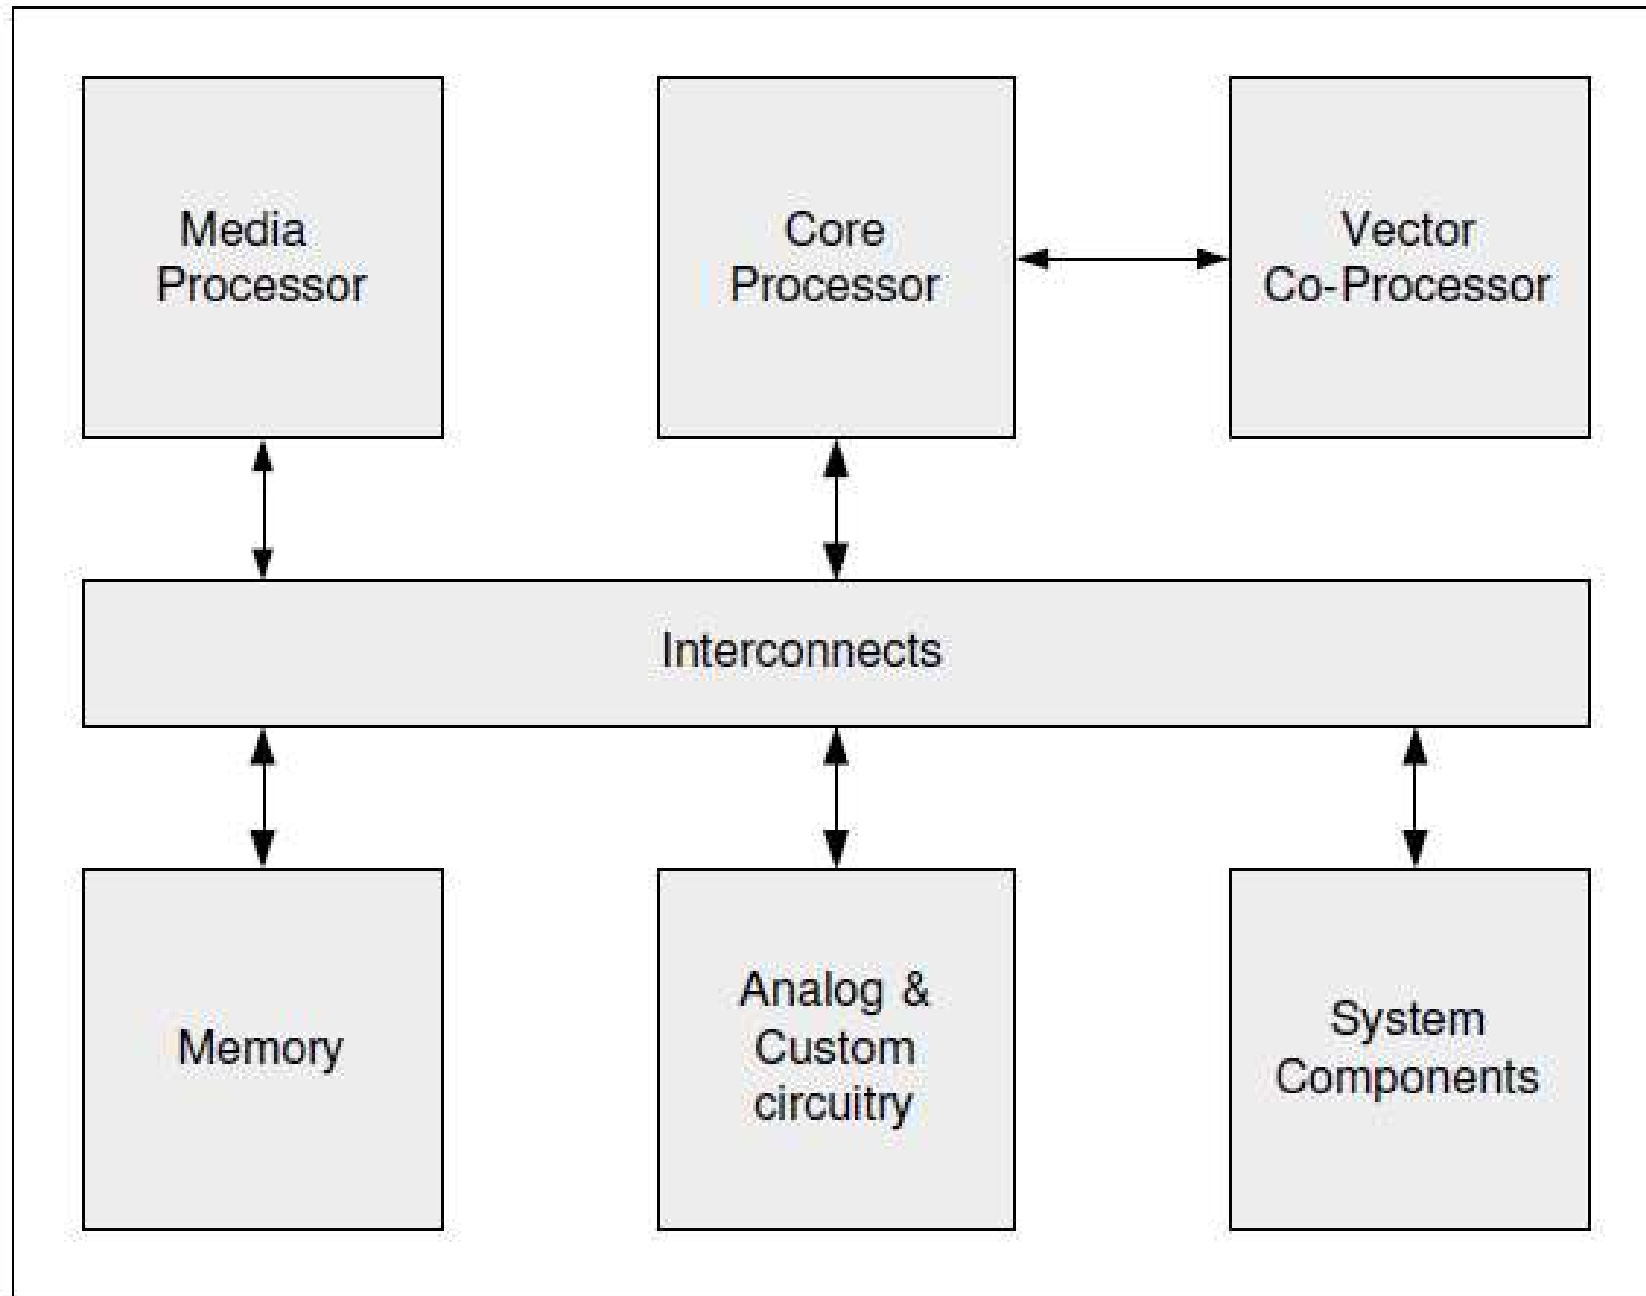 Media
Processor
Core
Processor
Vector
Co-Processor
Interconnects
Memory
Analog &
Custom
circuitry
System
Components